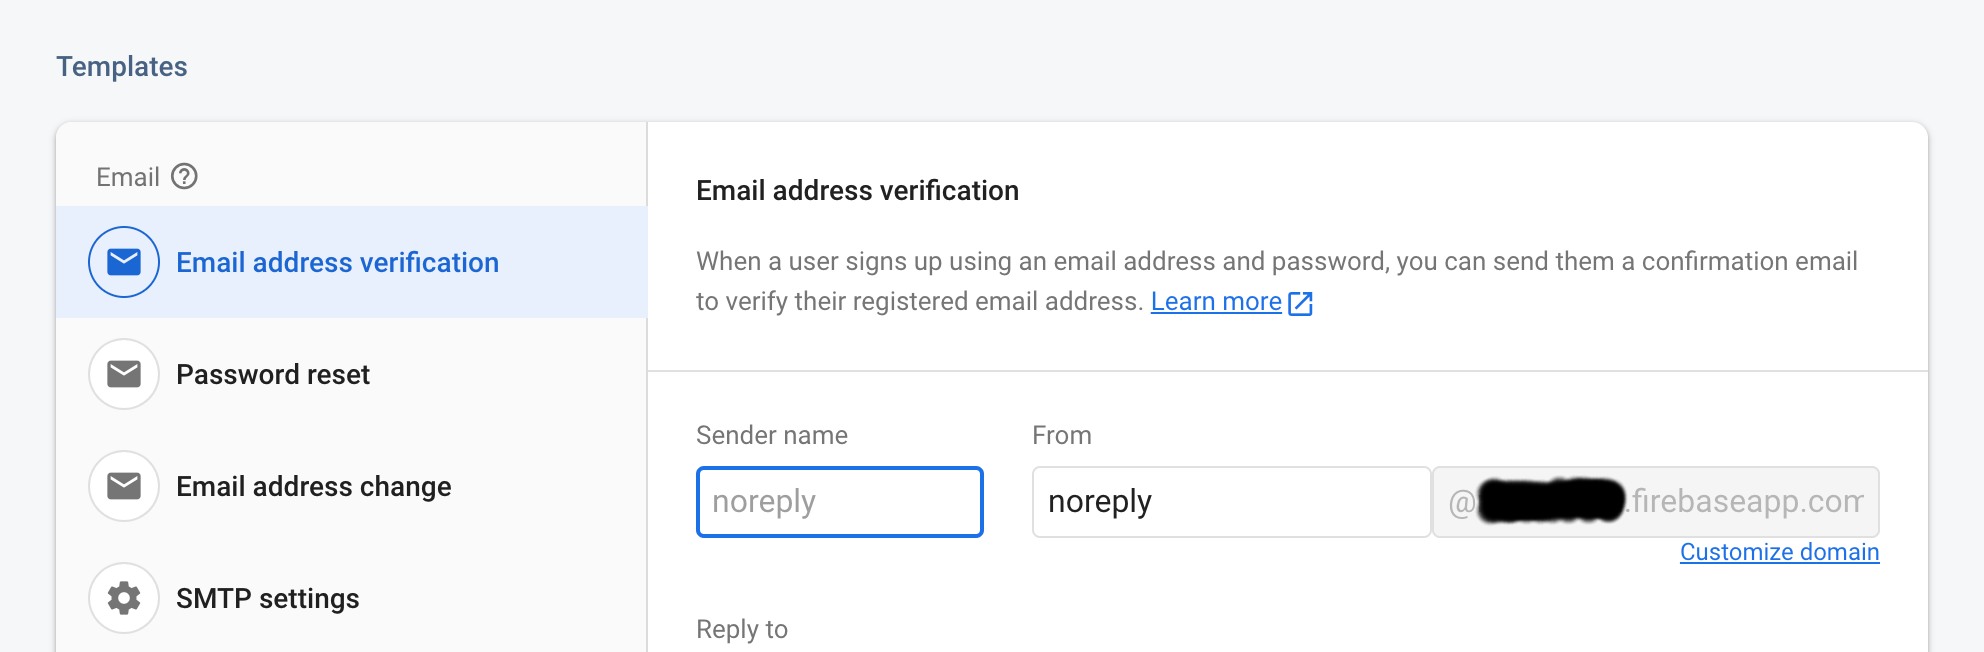 Templates
Email
Email address verification
Password reset
Email address change
SMTP settings
Email address verification
When a user signs up using an email address and password, you can send them a confirmation email
to verify their registered email address. Learn more
Sender name
noreply
From
noreply
@ .firebaseapp.com
Customize domain
Reply to